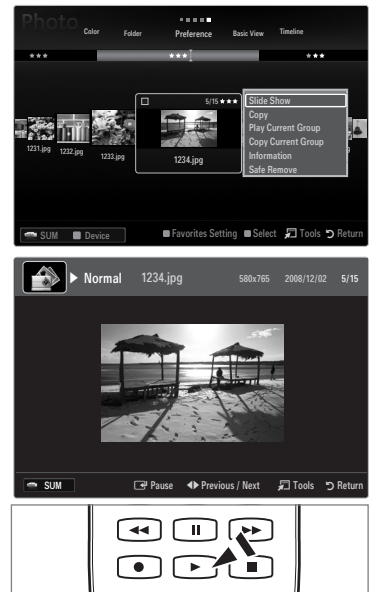 Photo
Color Folder Preference Basic View Timeline
★★★ ★★★ ★★★
5/15 ★★★
Slide Show
Copy
Play Current Group
Copy Current Group
Information
Safe Remove
1231.jpg 1232.jpg 1233.jpg 1234.jpg
SUM Device Favorites Setting Select Tools Return
Normal 1234.jpg 580x765 2008/12/02 5/15
SUM Pause Previous / Next Tools Return